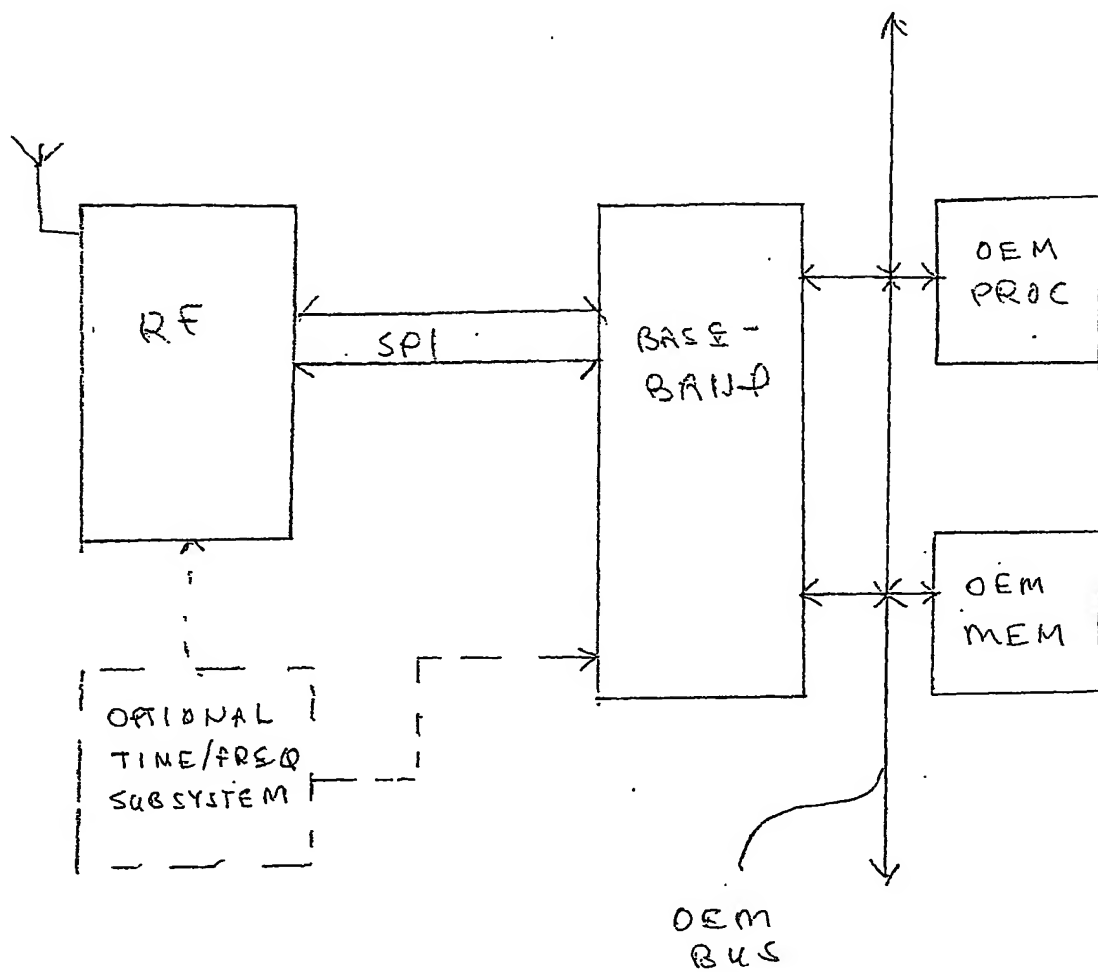 RF
SPI
BASE-
BAND
OEM
PROC
OEM
MEM
OPTIONAL
TIME/FREQ
SUBSYSTEM
OEM
BUS